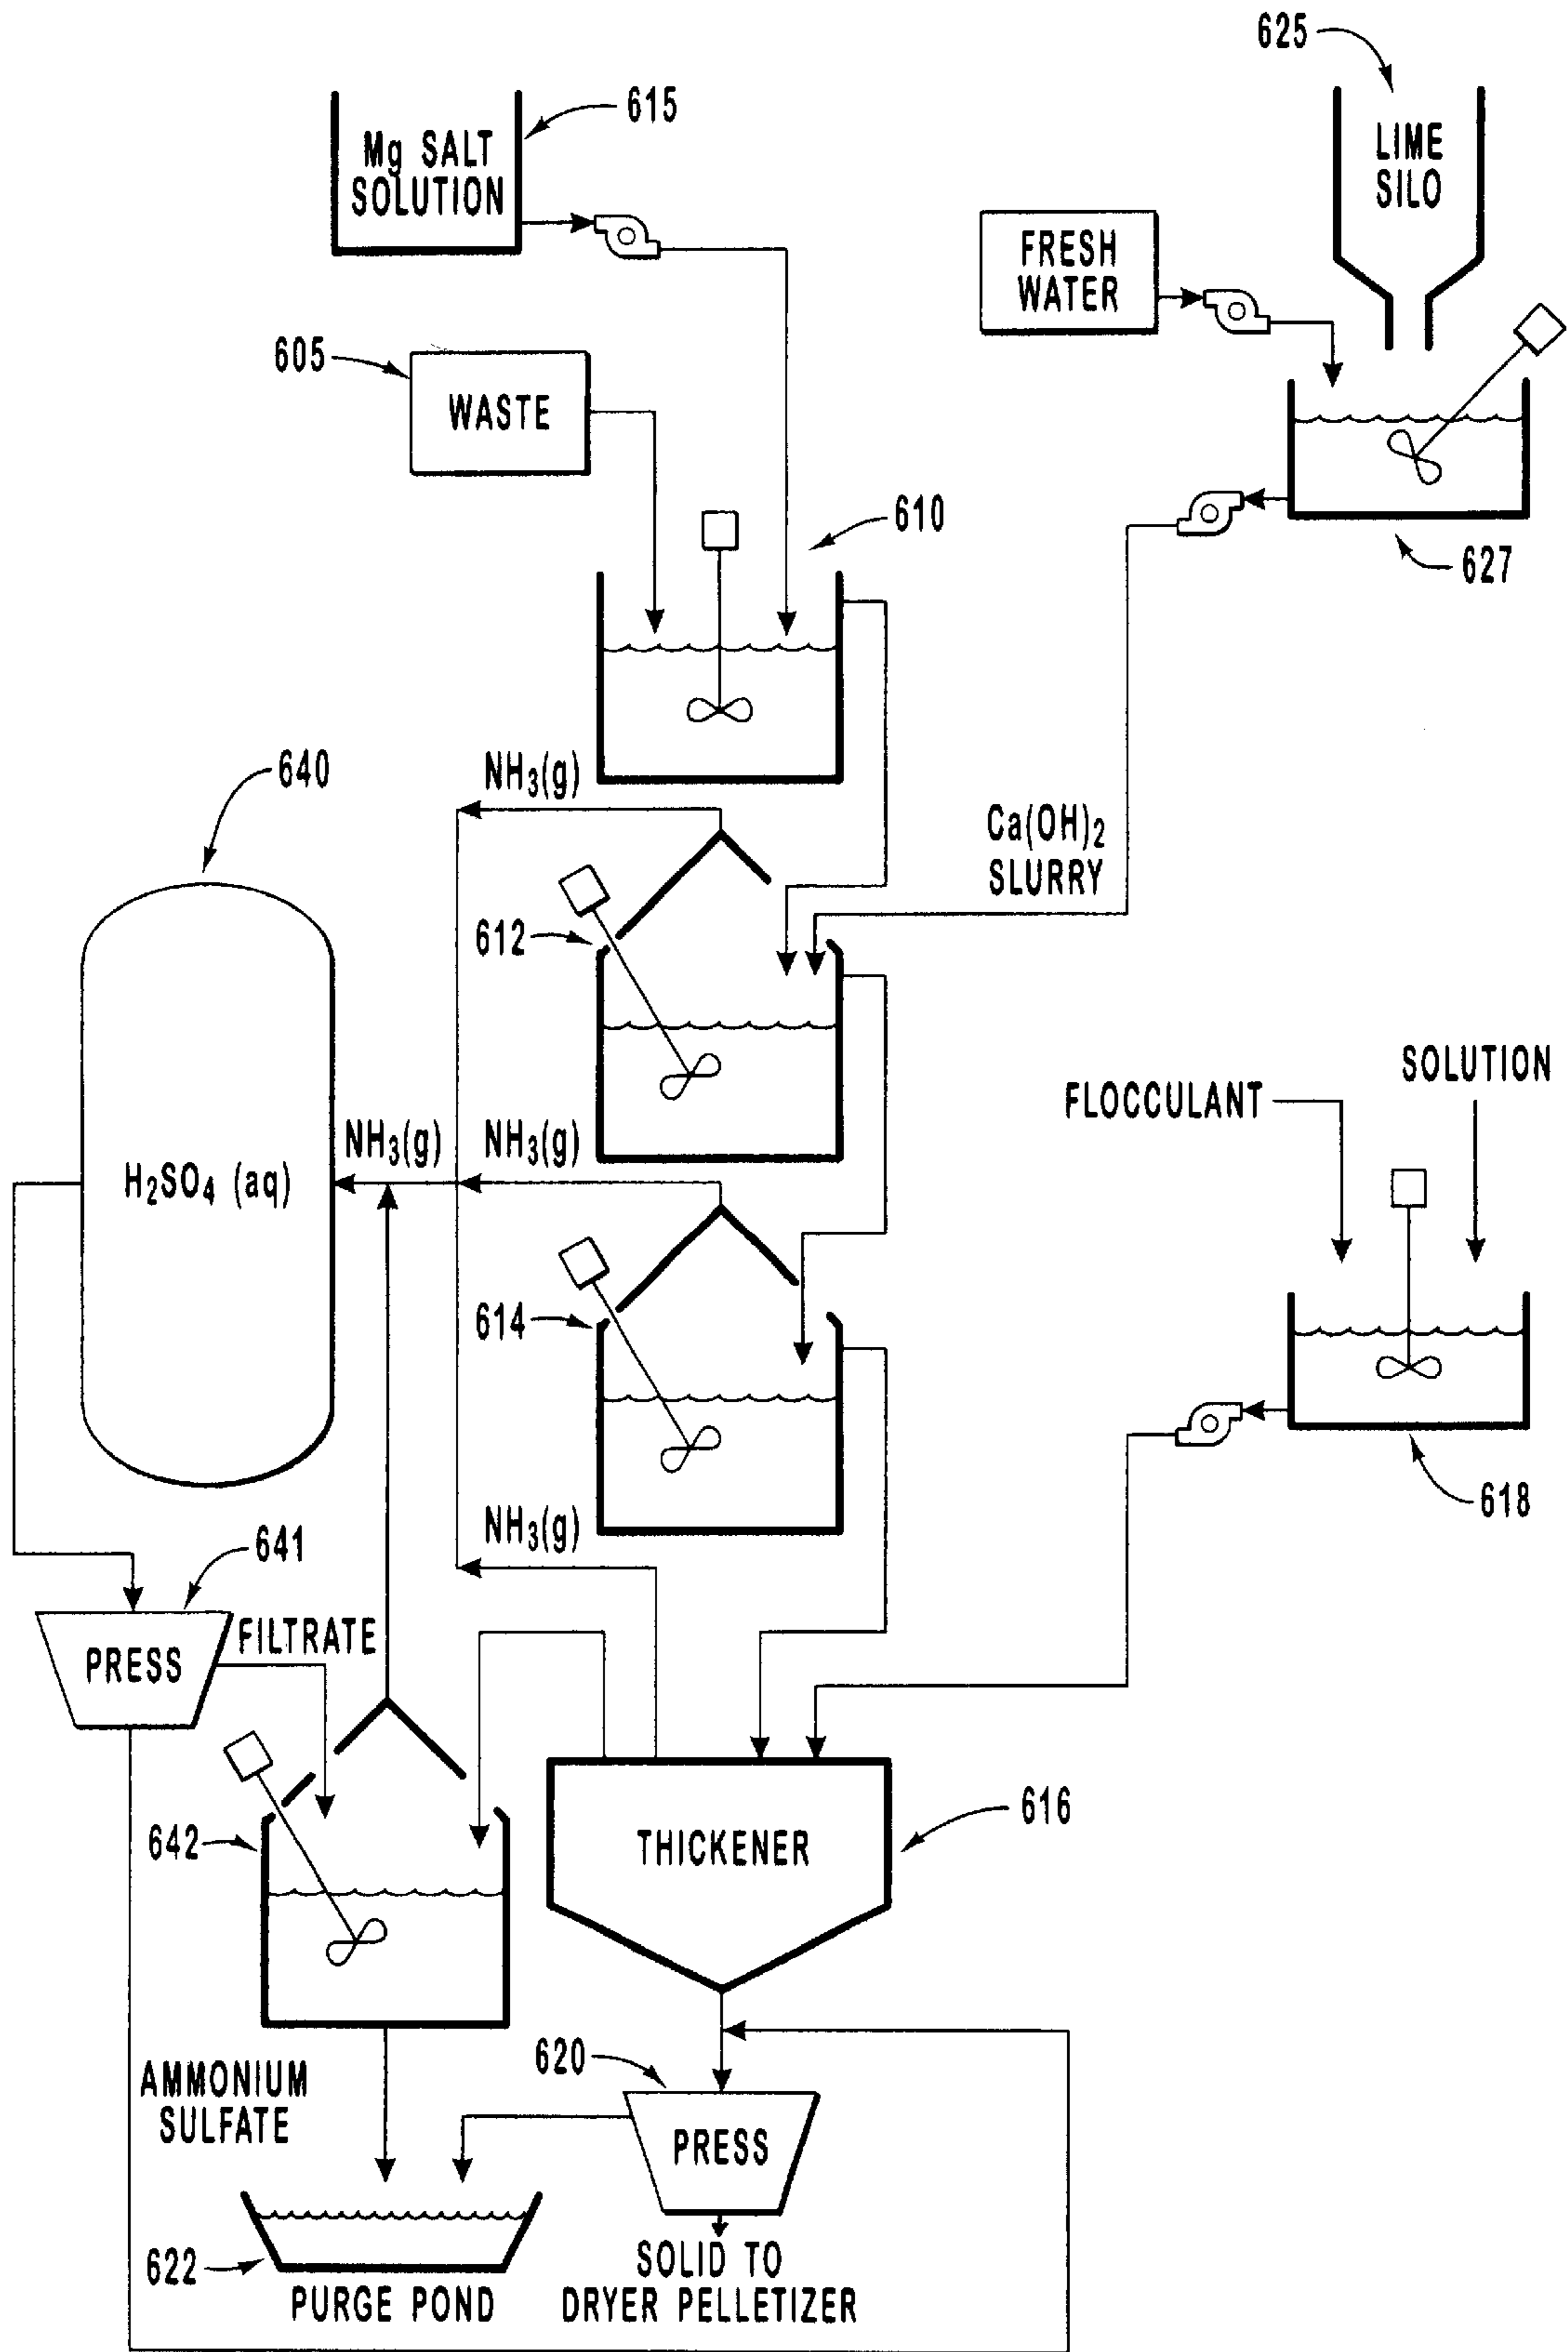 625
615
Mg SALT
SOLUTION
LIME
SILO
FRESH
WATER
605
WASTE
610
627
640
NH₃(g)
Ca(OH)₂
SLURRY
612
SOLUTION
FLOCCULANT
NH₃(g)
NH₃(g)
H₂SO₄ (aq)
614
618
NH₃(g)
641
FILTRATE
PRESS
616
642
THICKENER
620
AMMONIUM
SULFATE
PRESS
622
PURGE POND
SOLID TO
DRYER PELLETIZER